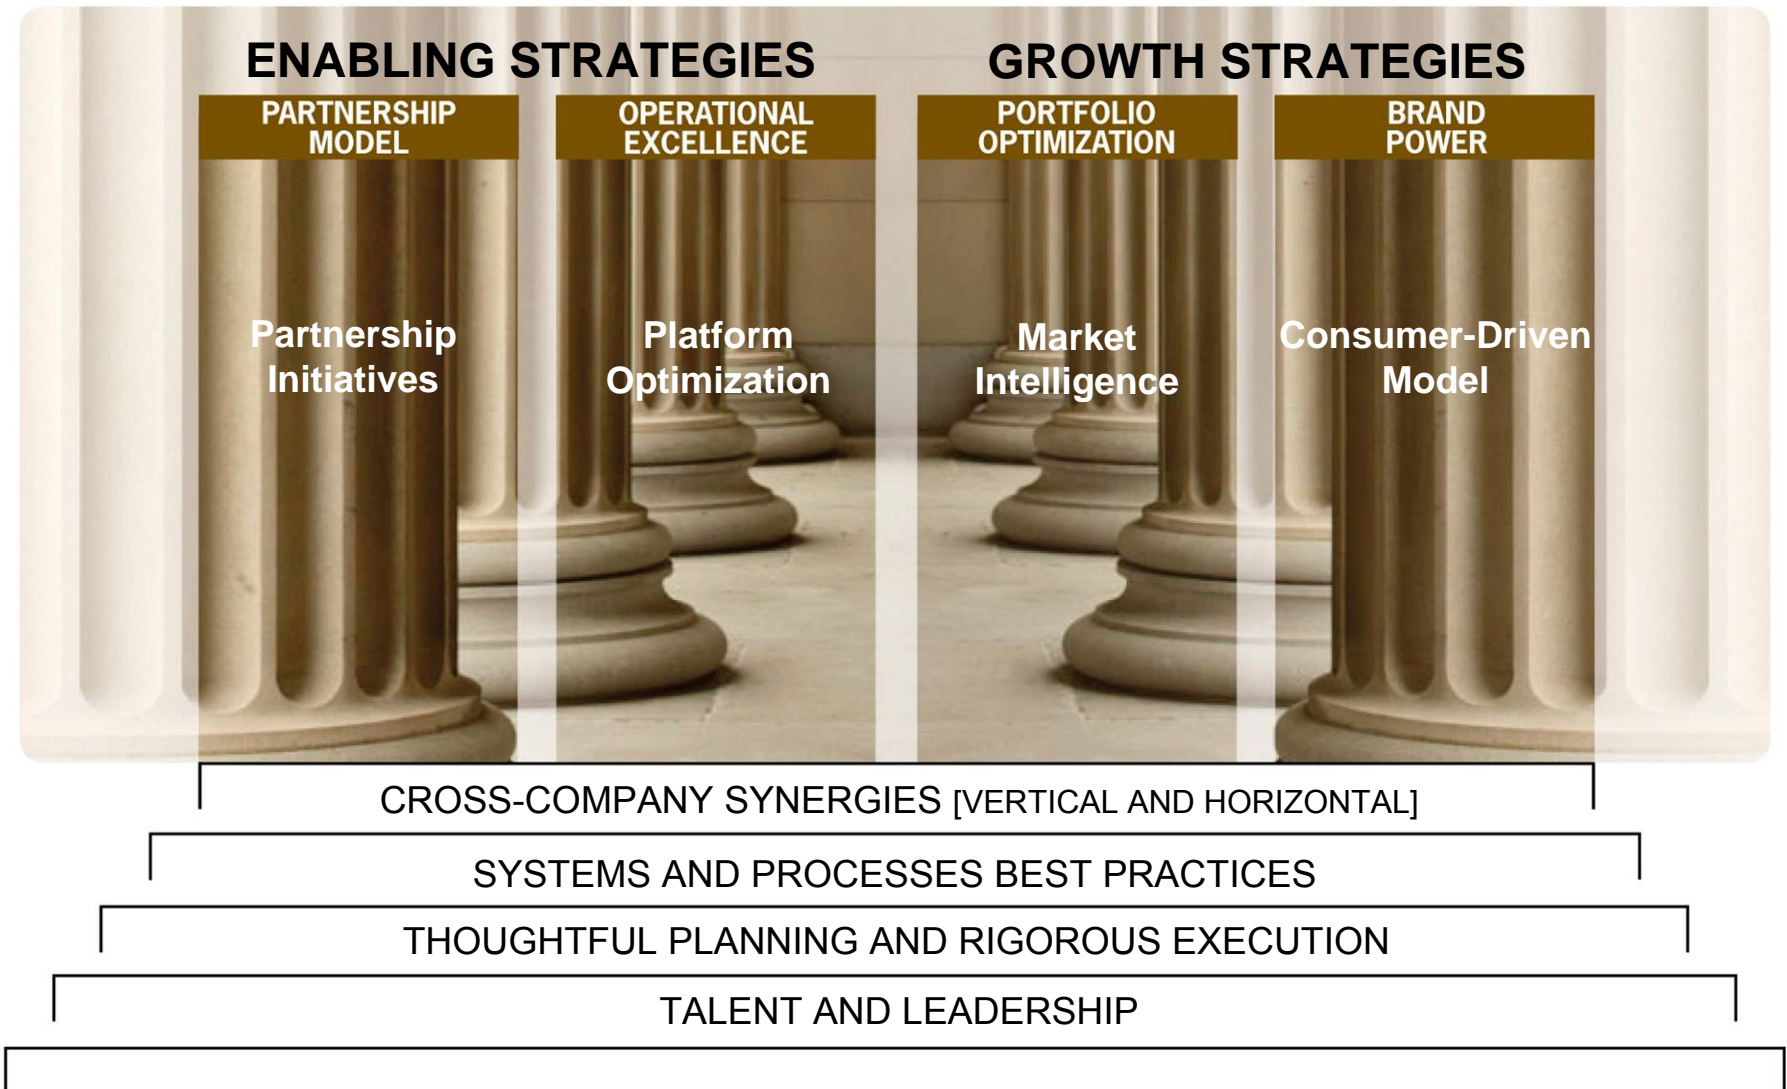 ENABLING STRATEGIES
GROWTH STRATEGIES
PARTNERSHIP
MODEL
OPERATIONAL
EXCELLENCE
PORTFOLIO
OPTIMIZATION
BRAND
POWER
Partnership
Initiatives
Platform
Optimization
Market
Intelligence
Consumer-Driven
Model
CROSS-COMPANY SYNERGIES [VERTICAL AND HORIZONTAL]
SYSTEMS AND PROCESSES BEST PRACTICES
THOUGHTFUL PLANNING AND RIGOROUS EXECUTION
TALENT AND LEADERSHIP